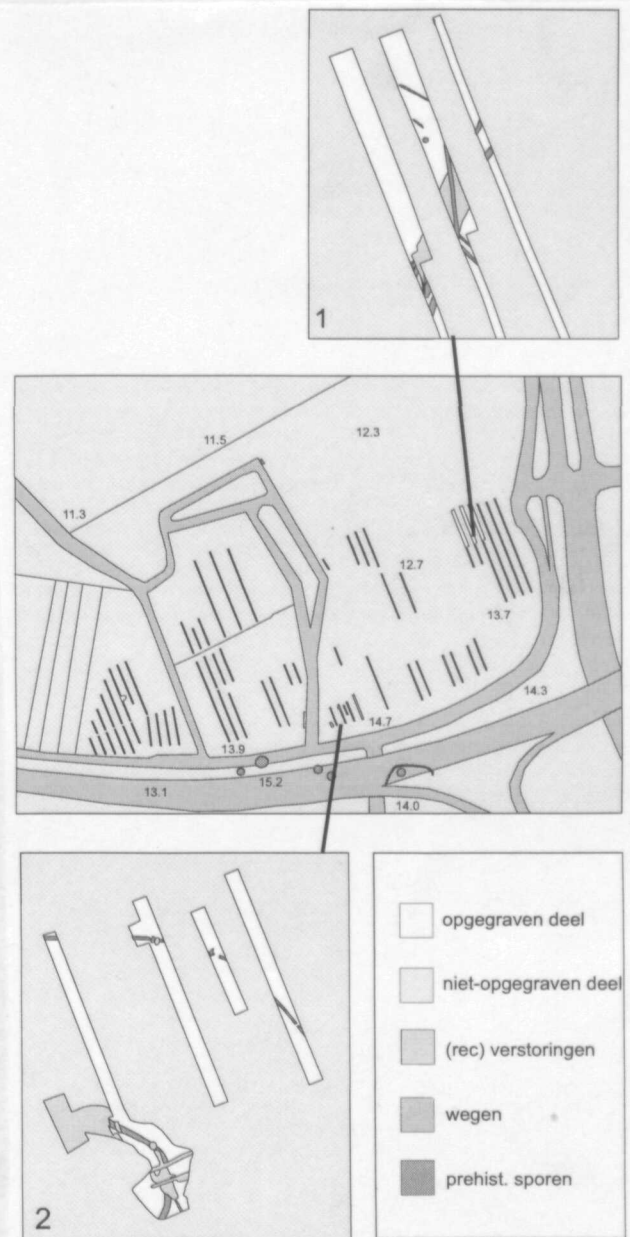 1
11.5
12.3
11.3
12.7
13.7
14.3
14.7
13.9
15.2
13.1
14.0
2
opgegraven deel
niet-opgegraven deel
(rec) verstoringen
wegen
prehist. sporen